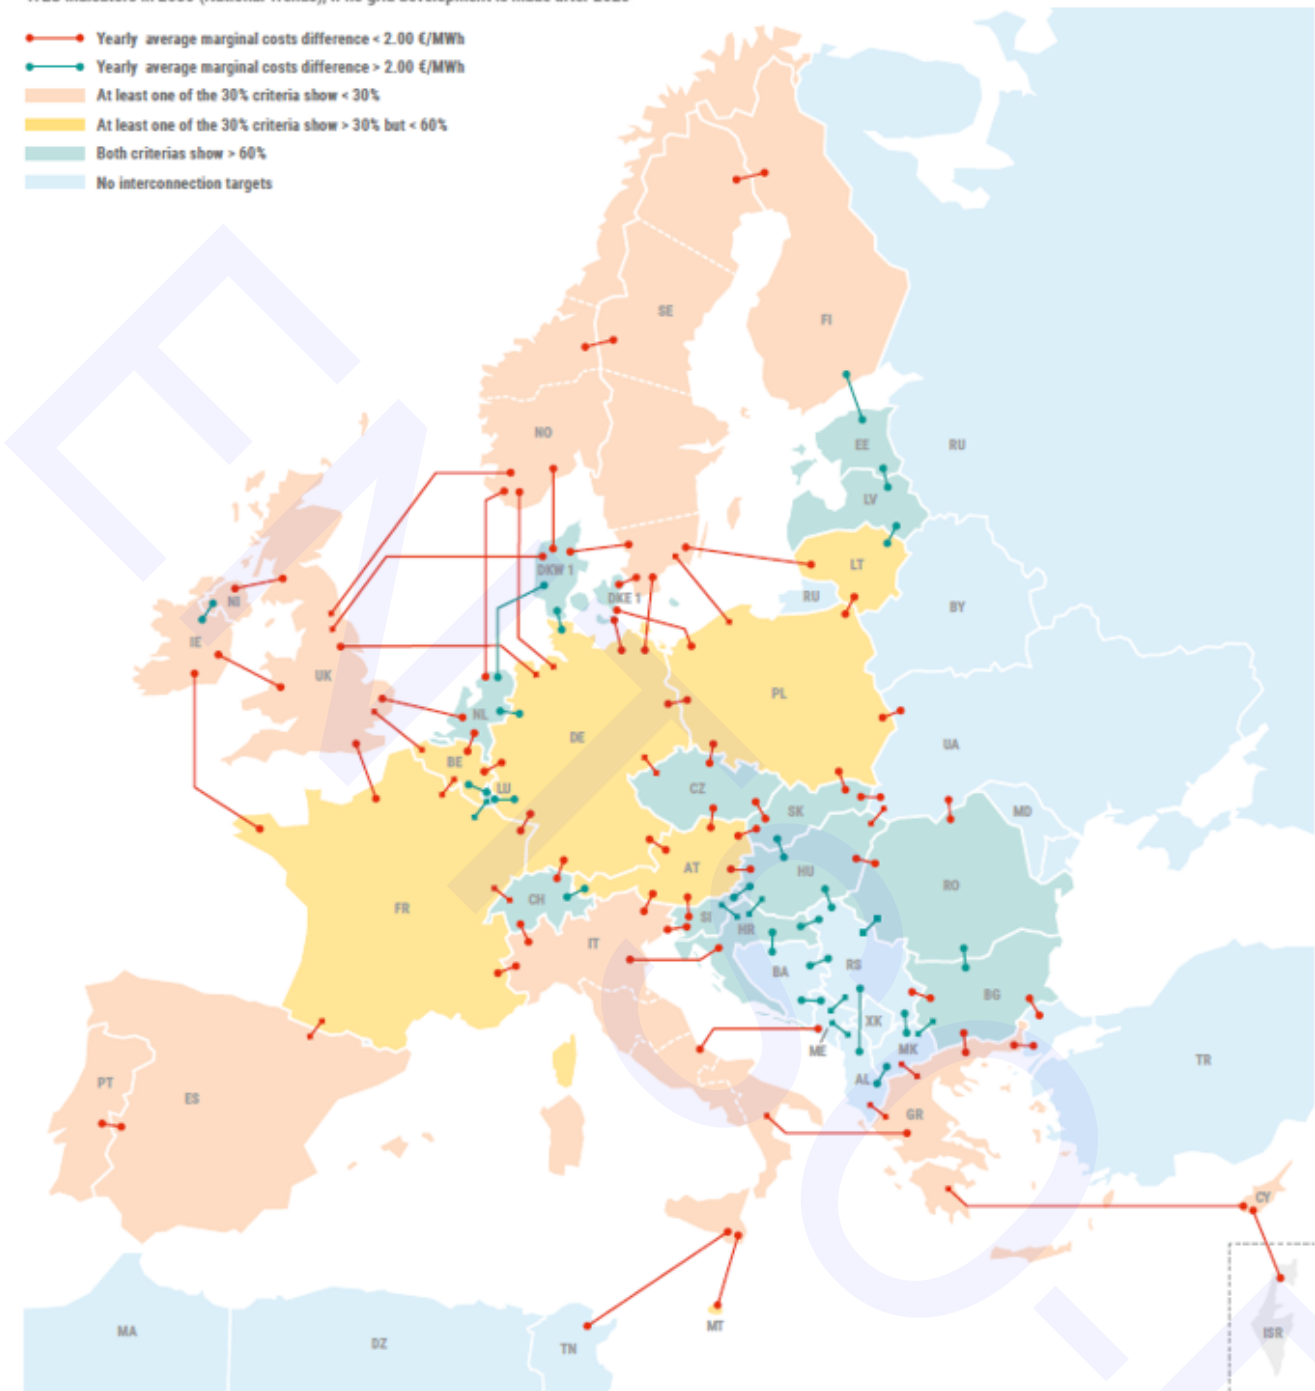 Yearly average marginal costs difference < 2.00 €/MWh
Yearly average marginal costs difference > 2.00 €/MWh
At least one of the 30% criteria show < 30%
At least one of the 30% criteria show > 30% but < 60%
Both criterias show > 60%
No interconnection targets
SE
FI
NO
EE
RU
LV
DKW 1
LT
DKE 1
RU
BY
NI
IE
UK
PL
NL
DE
UA
BE
LU
CZ
SK
MD
HU
AT
RO
CH
FR
SI
HR
IT
BA
RS
BG
XK
ME
MK
TR
AL
PT
ES
GR
CY
MT
MA
DZ
TN
ISR